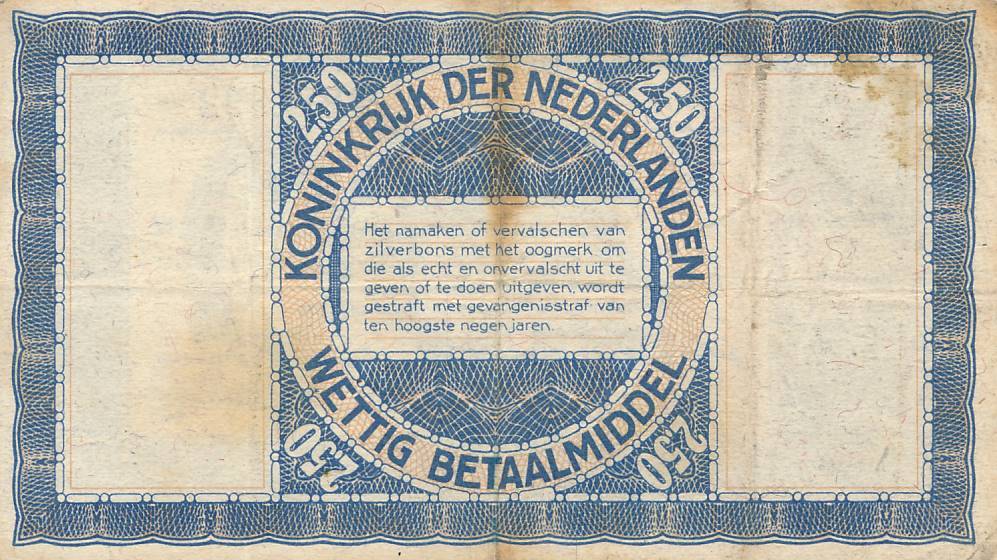 250
250
KONINKRIJK DER NEDERLANDEN
Het namaken of vervalschen van
zilverbons met het oogmerk om
die als echt en onvervalscht uit te
geven of te doen uitgeven, wordt
gestraft met gevangenisstraf van
ten hoogste negen jaren.
WETTIG BETAALMIDDEL
250
250